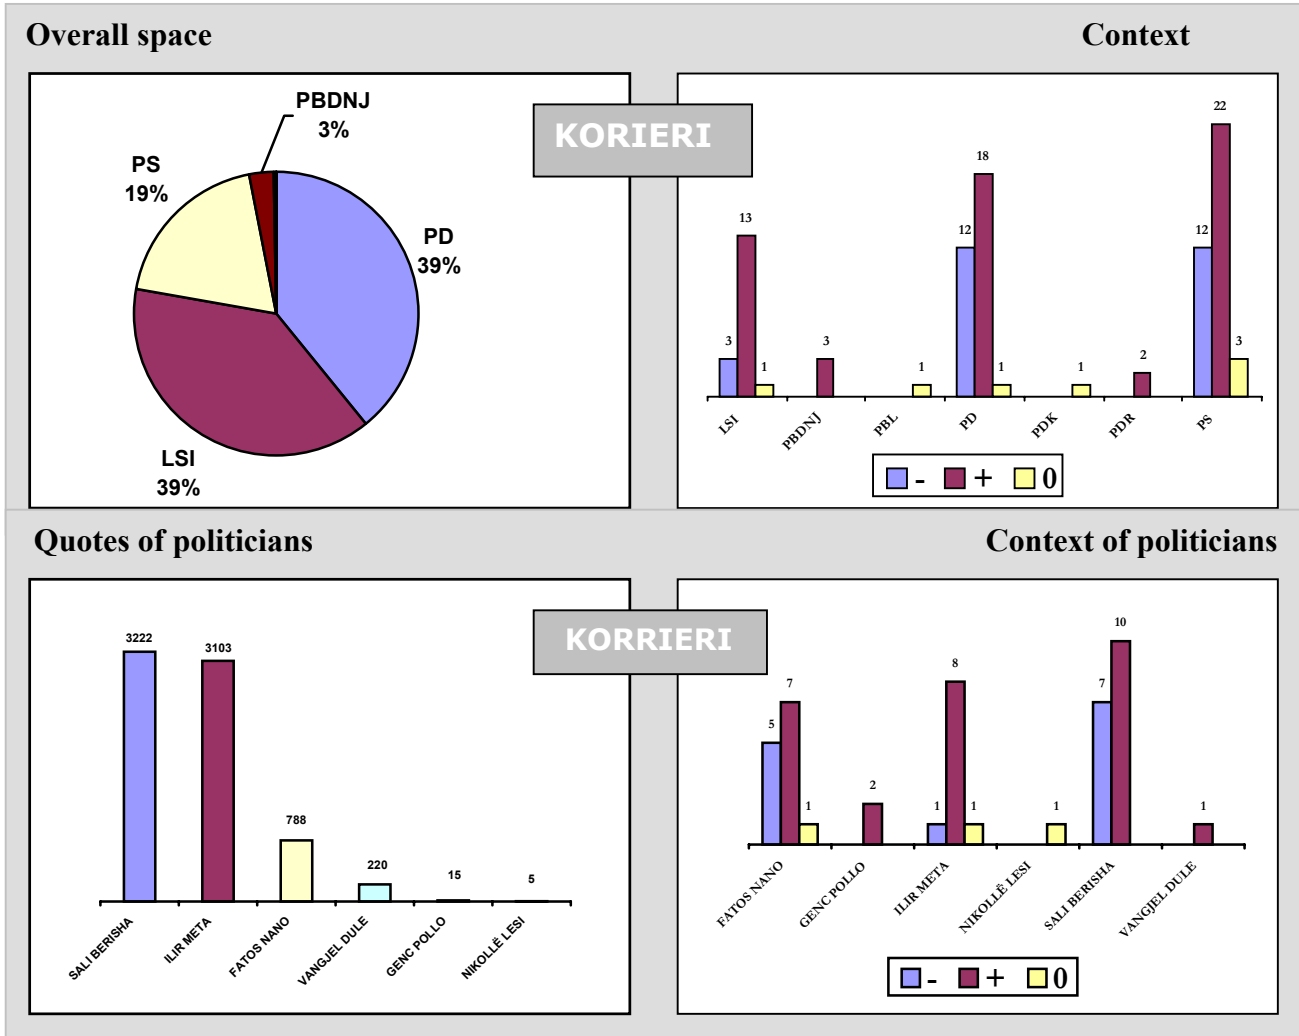 Overall space
Context
KORIERI
PBDNJ
3%
PS
19%
PD
39%
LSI
39%
3
13
1
3
1
12
18
1
1
2
12
22
3
LSI
PBDNJ
PBL
PD
PDK
PDR
PS
- + 0
Quotes of politicians
Context of politicians
KORRIERI
3222
3103
788
220
15
5
SALI BERISHA
ILIR META
FATOS NANO
VANGJEL DULE
GENC POLLO
NIKOLLË LESI
5
7
1
2
1
8
1
1
7
10
1
FATOS NANO
GENC POLLO
ILIR META
NIKOLLË LESI
SALI BERISHA
VANGJEL DULE
- + 0